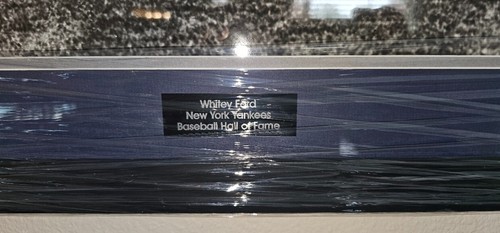 Whitey Ford
New York Yankees
Baseball Hall of Fame